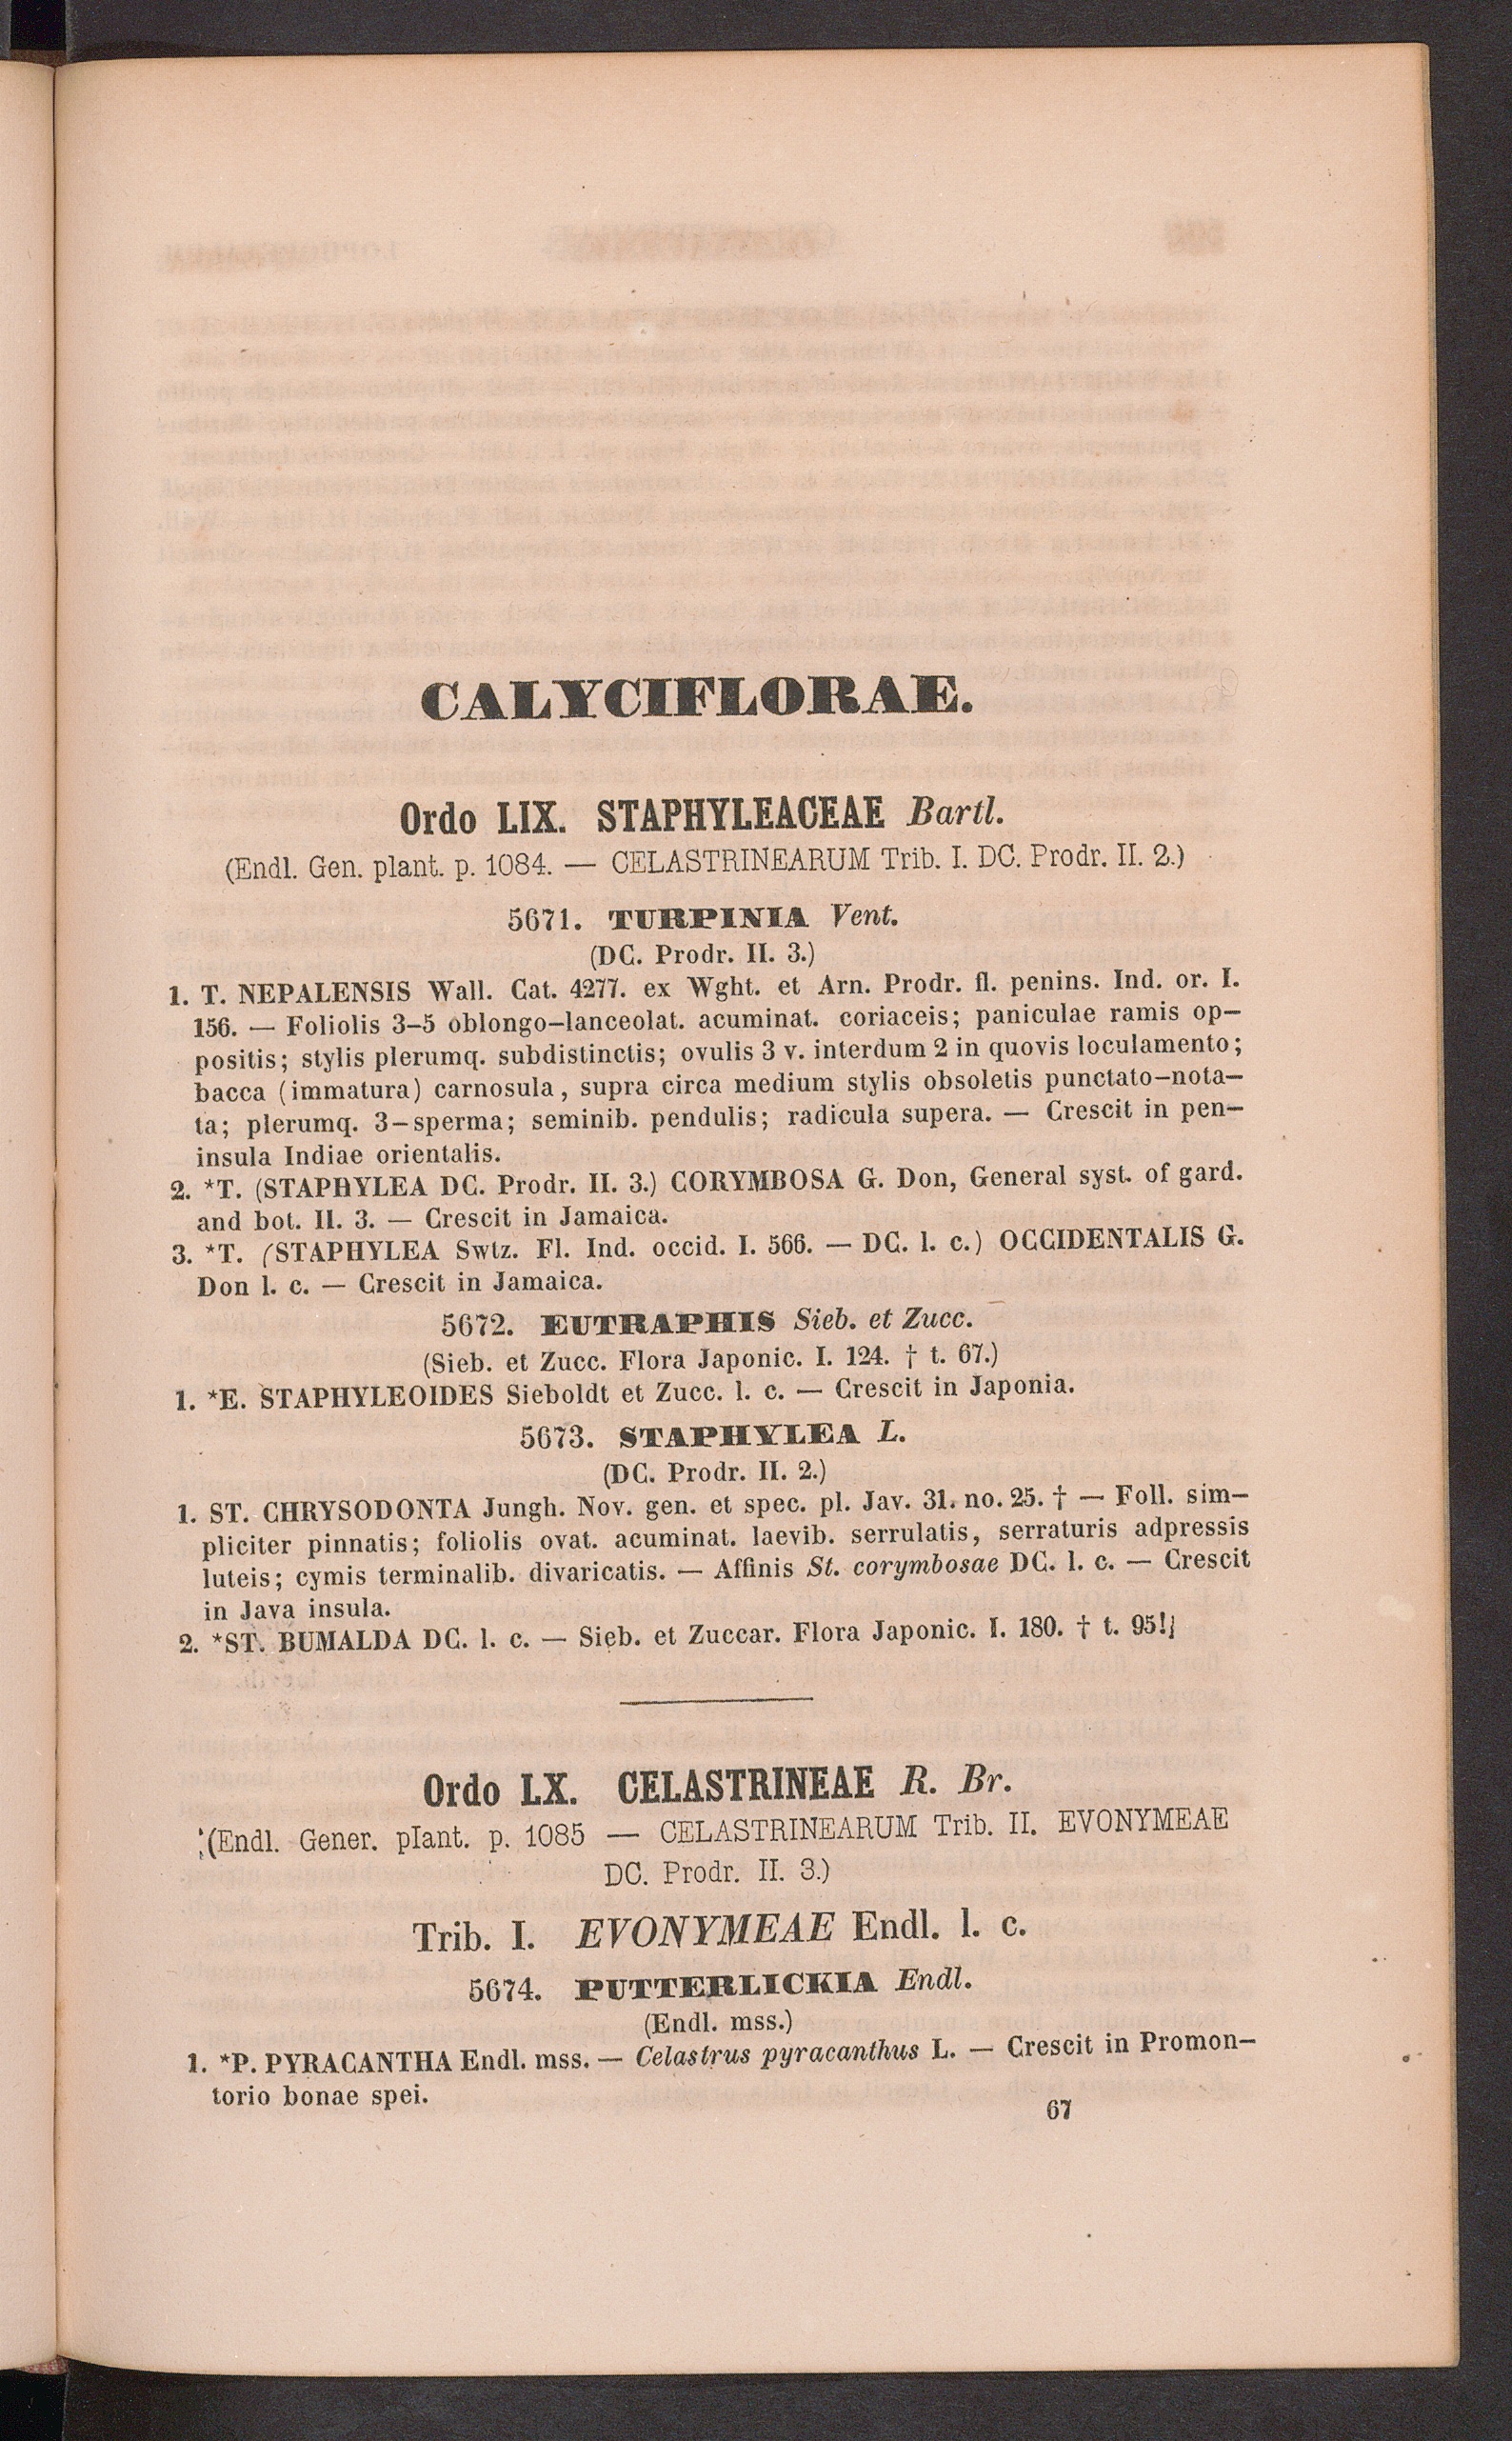 CALYCIFLORAE.
Ordo LIX. STAPHYLEACEAE Bartl.
(Endl. Gen. plant. p. 1084. — CELASTRINEARUM Trib. I. DC. Prodr. II. 2.)
5671. TURPINIA Vent.
(DC. Prodr. II. 3.)
1. T. NEPALENSIS Wall. Cat. 4277. ex Wght. et Arn. Prodr. fl. penins. Ind. or. I.
156. — Foliolis 3–5 oblongo–lanceolat. acuminat. coriaceis; paniculae ramis op–
positis; stylis plerumq. subdistinctis; ovulis 3 v. interdum 2 in quovis loculamento;
bacca (immatura) carnosula, supra circa medium stylis obsoletis punctato–nota–
ta; plerumq. 3–sperma; seminib. pendulis; radicula supera. — Crescit in pen–
insula Indiae orientalis.
2. *T. (STAPHYLEA DC. Prodr. II. 3.) CORYMBOSA G. Don, General syst. of gard.
and bot. II. 3. — Crescit in Jamaica.
3. *T. (STAPHYLEA Swtz. Fl. Ind. occid. I. 566. — DC. l. c.) OCCIDENTALIS G.
Don l. c. — Crescit in Jamaica.
5672. EUTRAPHIS Sieb. et Zucc.
(Sieb. et Zucc. Flora Japonic. I. 124. † t. 67.)
1. *E. STAPHYLEOIDES Sieboldt et Zucc. l. c. — Crescit in Japonia.
5673. STAPHYLEA L.
(DC. Prodr. II. 2.)
1. ST. CHRYSODONTA Jungh. Nov. gen. et spec. pl. Jav. 31. no. 25. † — Foll. sim–
pliciter pinnatis; foliolis ovat. acuminat. laevib. serrulatis, serraturis adpressis
luteis; cymis terminalib. divaricatis. — Affinis St. corymbosae DC. l. c. — Crescit
in Java insula.
2. *ST. BUMALDA DC. l. c. — Sieb. et Zuccar. Flora Japonic. I. 180. † t. 95!
Ordo LX. CELASTRINEAE R. Br.
(Endl. Gener. plant. p. 1085 — CELASTRINEARUM Trib. II. EVONYMEAE
DC. Prodr. II. 3.)
Trib. I. EVONYMEAE Endl. l. c.
5674. PUTTERLICKIA Endl.
(Endl. mss.)
1. *P. PYRACANTHA Endl. mss. — Celastrus pyracanthus L. — Crescit in Promon–
torio bonae spei.
67